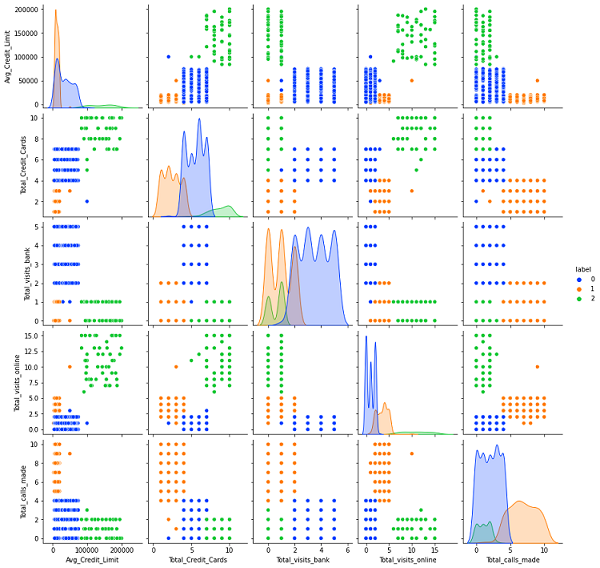 200000
150000
100000
50000
0
Avg_Credit_Limit
10
8
6
4
2
Total_Credit_Cards
5
4
3
2
1
0
Total_visits_bank
15.0
12.5
10.0
7.5
5.0
2.5
0.0
Total_visits_online
10
8
6
4
2
0
Total_calls_made
0 100000 200000
Avg_Credit_Limit
0 5 10
Total_Credit_Cards
0 2 4 6
Total_visits_bank
0 5 10 15
Total_visits_online
0 5 10
Total_calls_made
label
0
1
2